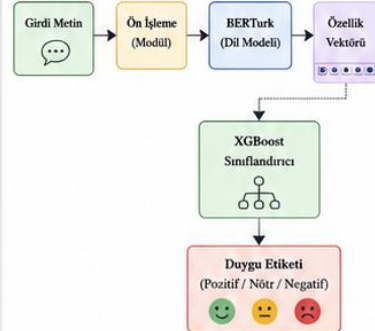 Girdi Metin
Ön İşleme
(Modül)
BERTurk
(Dil Modeli)
Özellik
Vektörü
XGBoost
Sınıflandırıcı
Duygu Etiketi
(Pozitif / Nötr / Negatif)